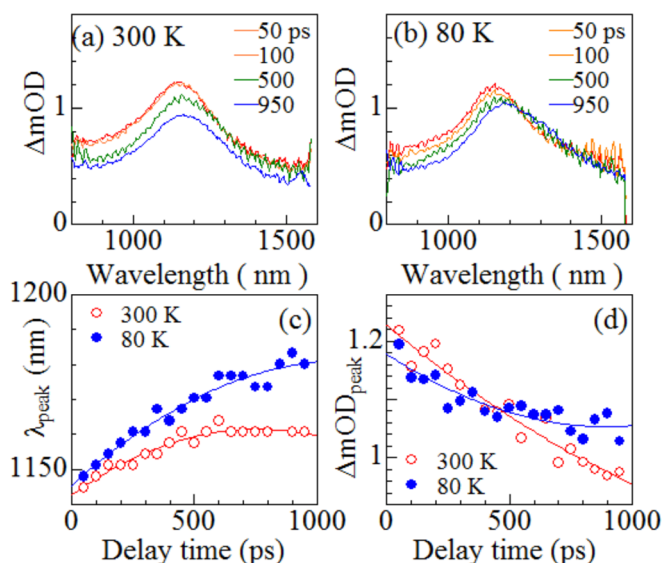 (a) 300 K
50 ps
100
500
950
ΔmOD
1
0
1000
1500
Wavelength ( nm )
(b) 80 K
50 ps
100
500
950
ΔmOD
1
0
1000
1500
Wavelength ( nm )
(c)
300 K
80 K
λpeak (nm)
1200
1150
0
500
1000
Delay time (ps)
(d)
300 K
80 K
ΔmODpeak
1.2
1
0
500
1000
Delay time (ps)